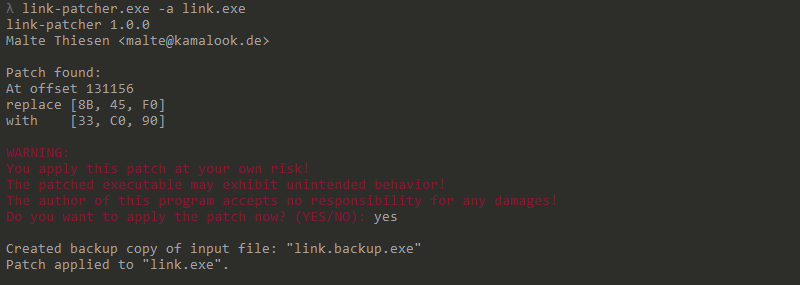 λ link-patcher.exe -a link.exe
link-patcher 1.0.0
Malte Thiesen <malte@kamalook.de>
Patch found:
At offset 131156
replace [8B, 45, F0]
with    [33, C0, 90]
WARNING:
You apply this patch at your own risk!
The patched executable may exhibit unintended behavior!
The author of this program accepts no responsibility for any damages!
Do you want to apply the patch now? (YES/NO): yes
Created backup copy of input file: "link.backup.exe"
Patch applied to "link.exe".